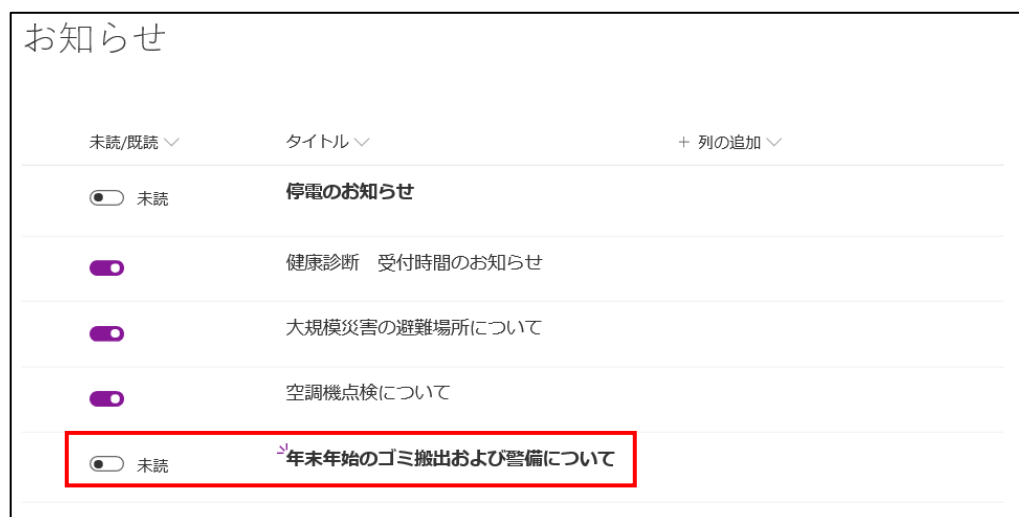 お知らせ
未読/既読 タイトル + 列の追加
未読 停電のお知らせ
健康診断　受付時間のお知らせ
大規模災害の避難場所について
空調機点検について
未読 年末年始のゴミ搬出および警備について